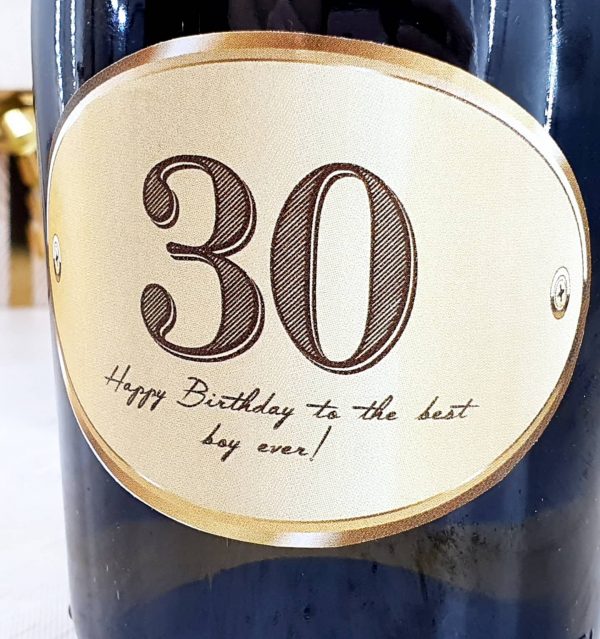 30
Happy Birthday to the best
boy ever!